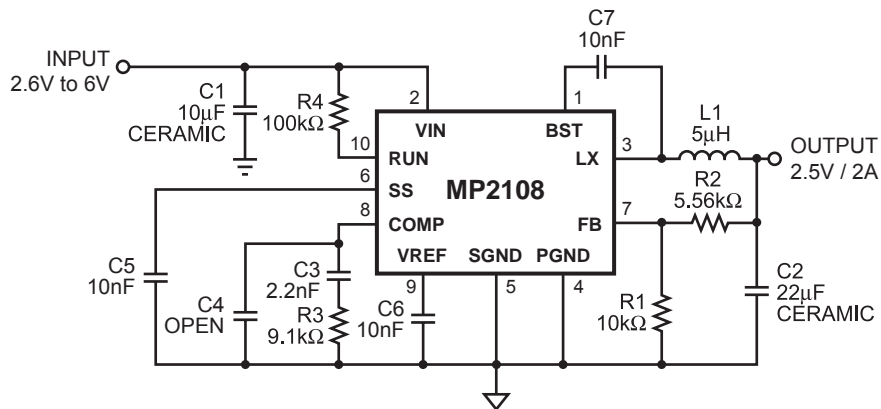 C7
10nF
INPUT
2.6V to 6V
C1
10µF
CERAMIC
R4
100kΩ
2
1
VIN
BST
L1
5µH
10
RUN
3
LX
OUTPUT
2.5V / 2A
6
SS
MP2108
R2
5.56kΩ
8
COMP
7
FB
VREF
SGND
PGND
C5
10nF
C4
OPEN
C3
2.2nF
R3
9.1kΩ
9
5
4
C6
10nF
R1
10kΩ
C2
22µF
CERAMIC